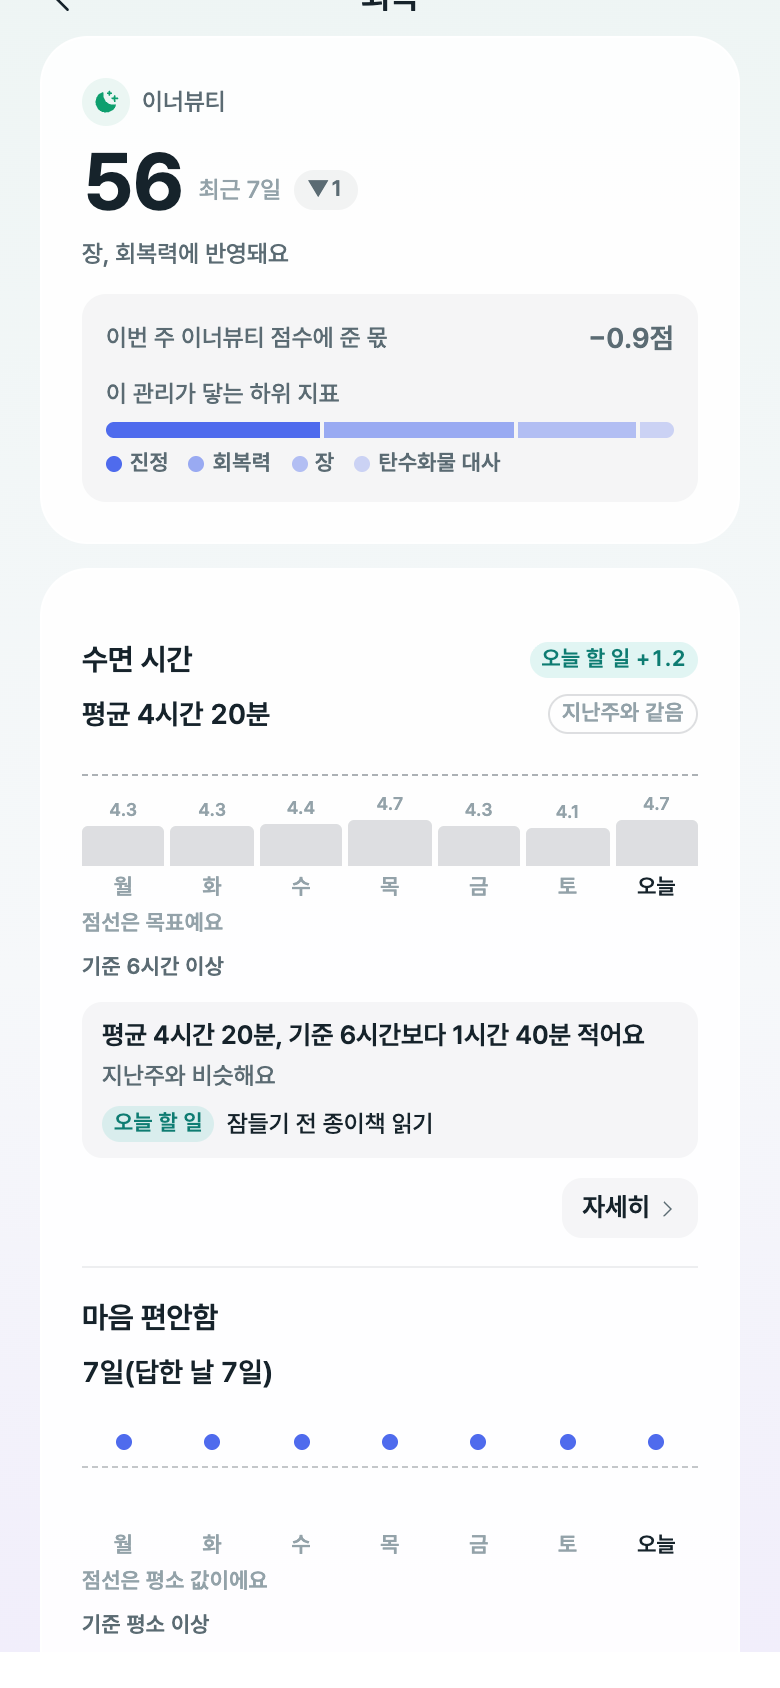 이너뷰티
56 최근 7일 ▼1
장, 회복력에 반영돼요
이번 주 이너뷰티 점수에 준 몫 −0.9점
이 관리가 닿는 하위 지표
진정 회복력 장 탄수화물 대사
수면 시간 오늘 할 일 +1.2
평균 4시간 20분 지난주와 같음
4.3 4.3 4.4 4.7 4.3 4.1 4.7
월 화 수 목 금 토 오늘
점선은 목표예요
기준 6시간 이상
평균 4시간 20분, 기준 6시간보다 1시간 40분 적어요
지난주와 비슷해요
오늘 할 일 잠들기 전 종이책 읽기
자세히
마음 편안함
7일(답한 날 7일)
월 화 수 목 금 토 오늘
점선은 평소 값이에요
기준 평소 이상